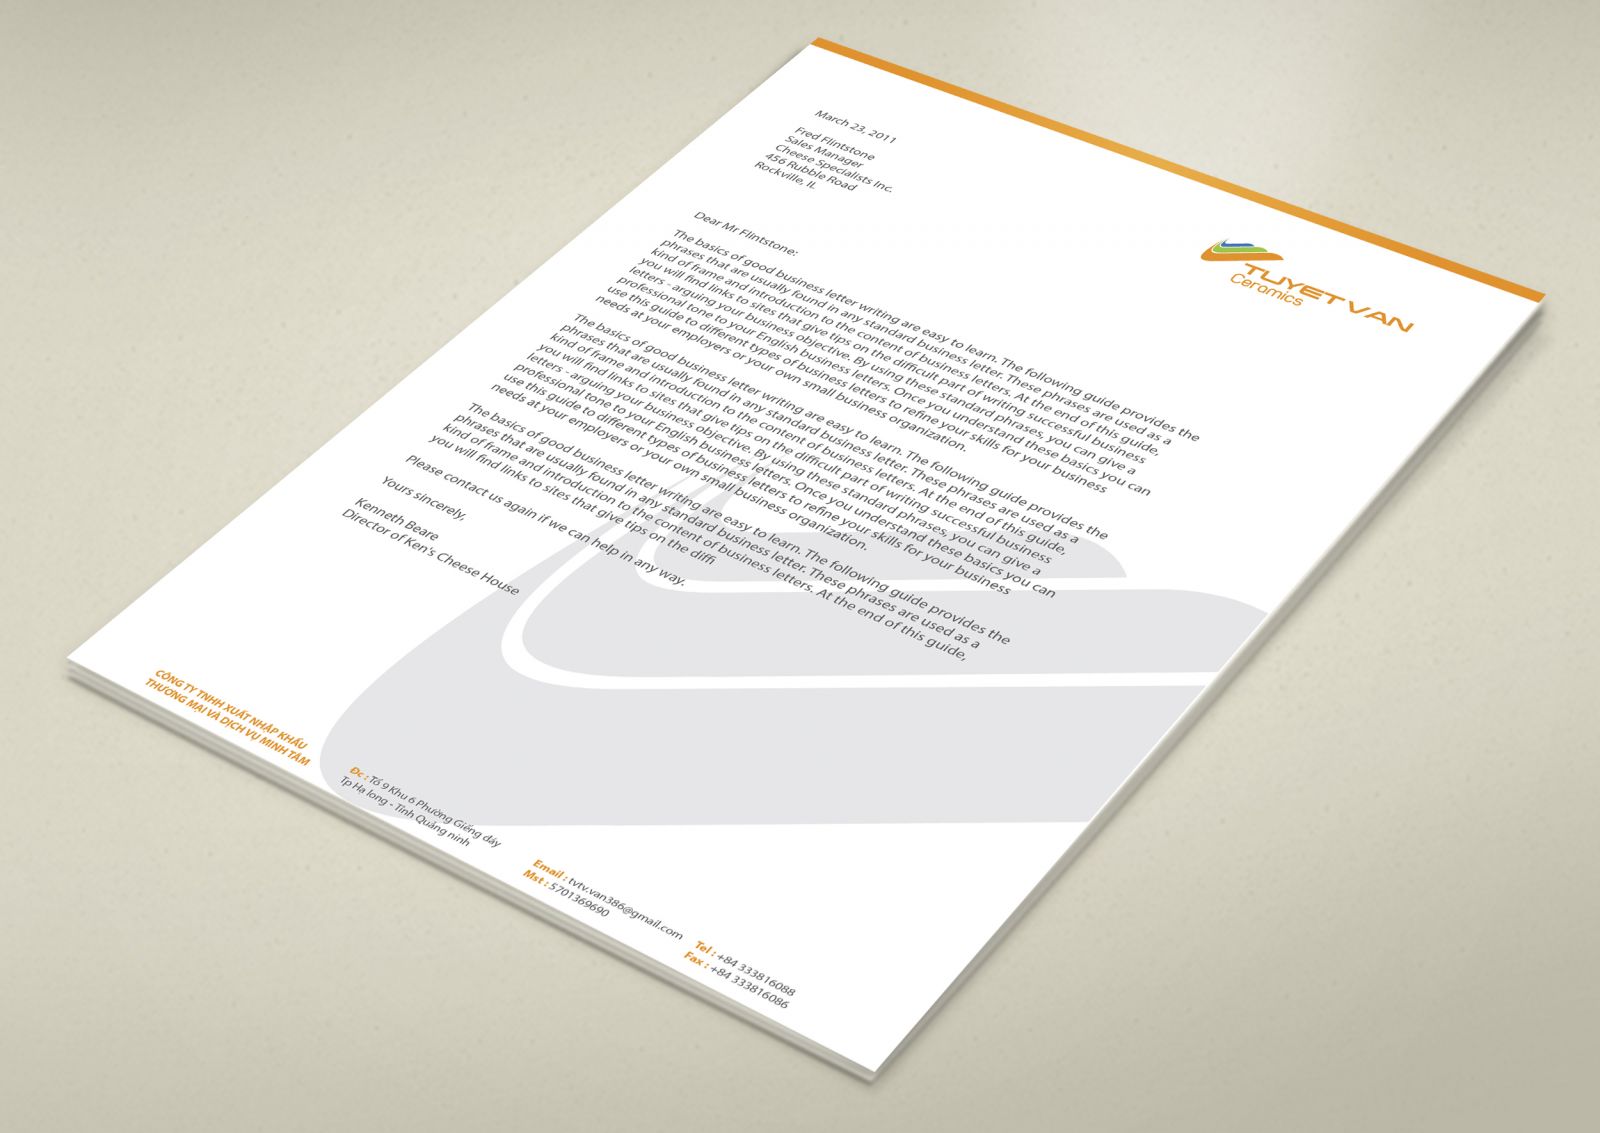 March 23, 2011
Fred Flintstone
Sales Manager
Cheese Specialists Inc.
456 Rubble Road
Rockville, IL
TUYET VAN
Ceramics
Dear Mr Flintstone:
The basics of good business letter writing are easy to learn. The following guide provides the
phrases that are usually found in any standard business letter. These phrases are used as a
kind of frame and introduction to the content of business letters. At the end of this guide,
you will find links to sites that give tips on the difficult part of writing successful business
letters - arguing your business objective. By using these standard phrases, you can give a
professional tone to your English business letters. Once you understand these basics you can
use this guide to different types of business letters to refine your skills for your business
needs at your employers or your own small business organization.
The basics of good business letter writing are easy to learn. The following guide provides the
phrases that are usually found in any standard business letter. These phrases are used as a
kind of frame and introduction to the content of business letters. At the end of this guide,
you will find links to sites that give tips on the difficult part of writing successful business
letters - arguing your business objective. By using these standard phrases, you can give a
professional tone to your English business letters. Once you understand these basics you can
use this guide to different types of business letters to refine your skills for your business
needs at your employers or your own small business organization.
The basics of good business letter writing are easy to learn. The following guide provides the
phrases that are usually found in any standard business letter. These phrases are used as a
kind of frame and introduction to the content of business letters. At the end of this guide,
you will find links to sites that give tips on the diffi
Please contact us again if we can help in any way.
Yours sincerely,
Kenneth Beare
Director of Ken's Cheese House
CÔNG TY TNHH XUẤT NHẬP KHẨU
THƯƠNG MẠI VÀ DỊCH VỤ MINH TÂM
Đc : Tổ 9 Khu 6 Phường Giếng đáy
Tp Hạ long - Tỉnh Quảng ninh
Email : tvtv.van386@gmail.com
Mst : 5701369690
Tel : +84 333816088
Fax : +84 333816086